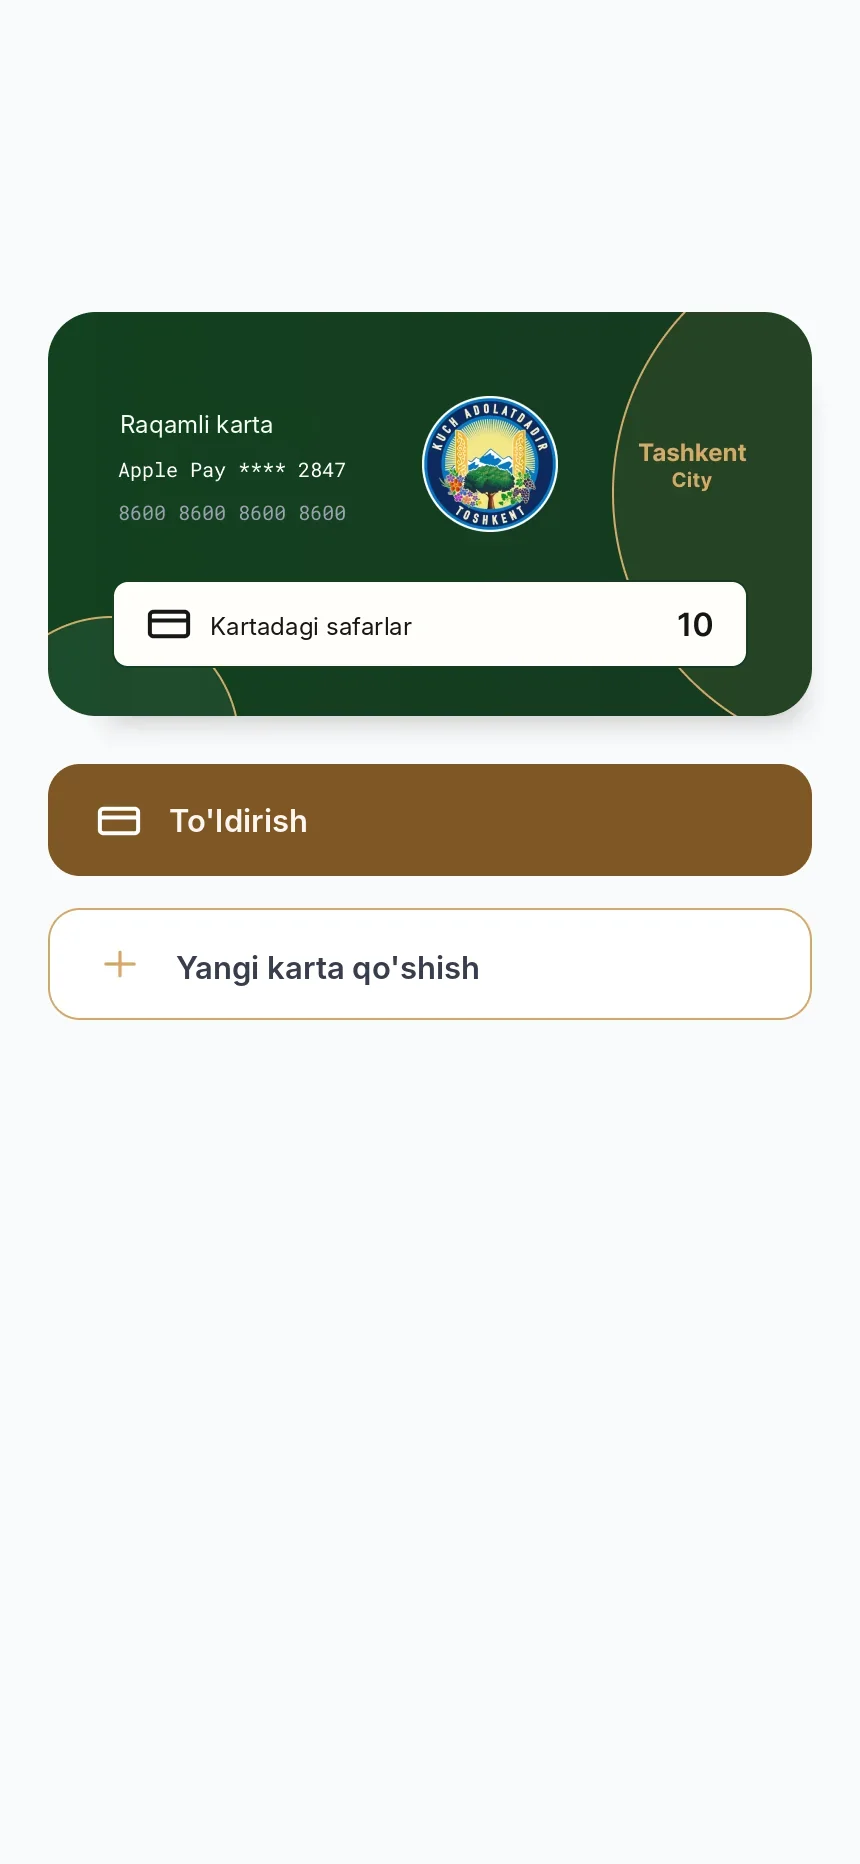 Raqamli karta
Apple Pay **** 2847
8600 8600 8600 8600
KUCH ADOLATDADIR
TOSHKENT
Tashkent
City
Kartadagi safarlar 10
To'ldirish
Yangi karta qo'shish